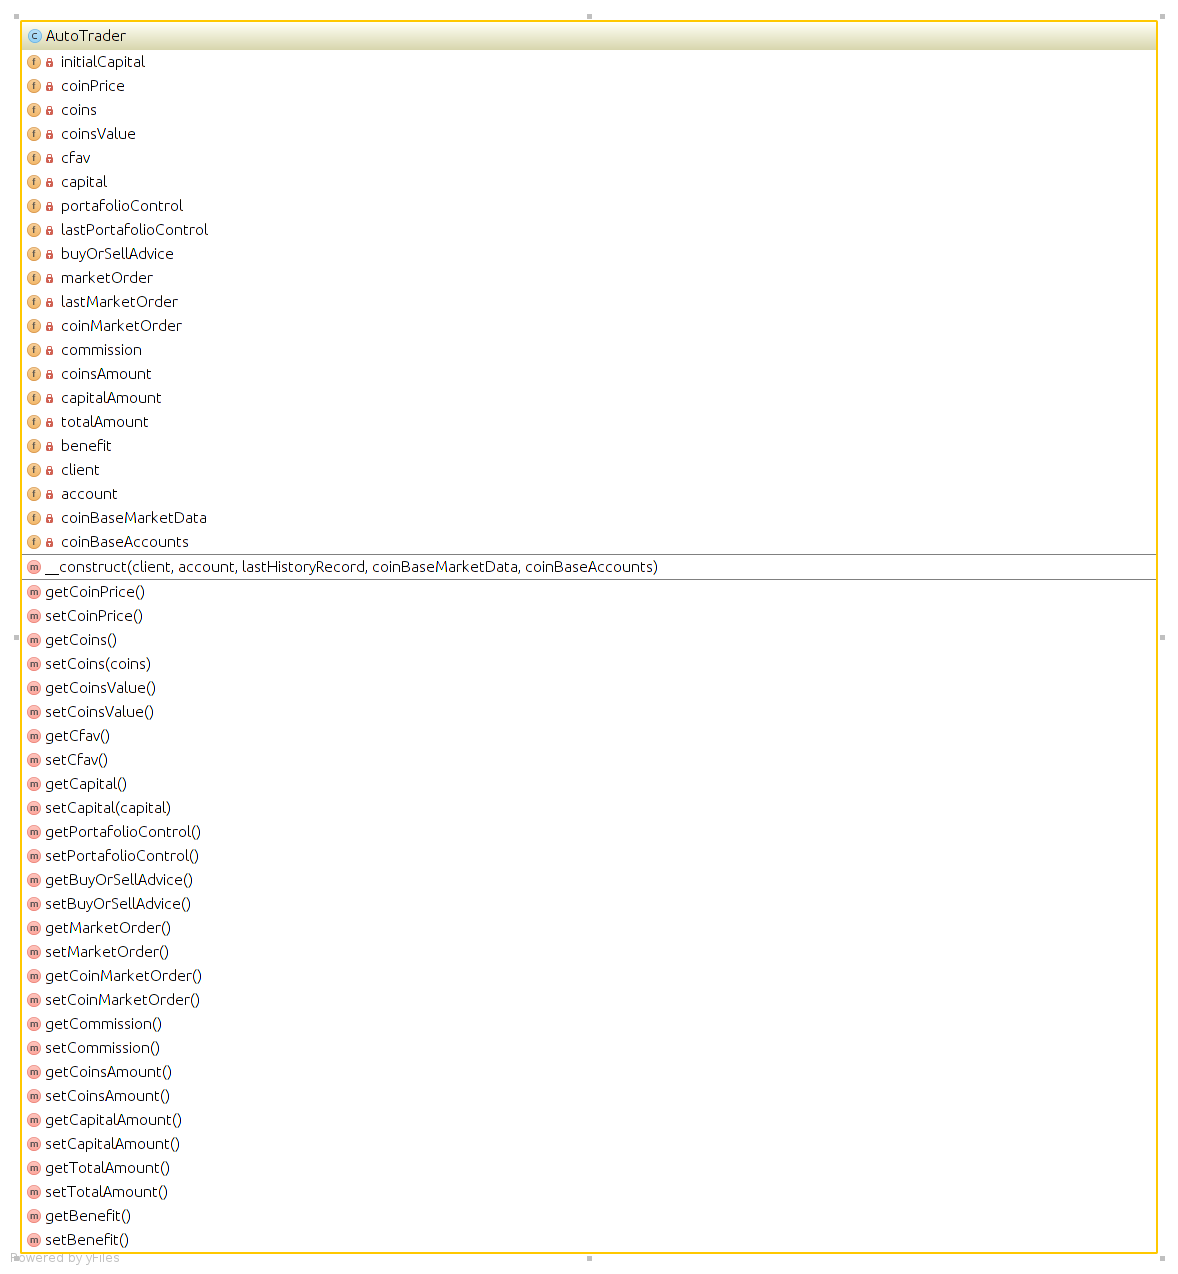 AutoTrader
initialCapital
coinPrice
coins
coinsValue
cfav
capital
portafolioControl
lastPortafolioControl
buyOrSellAdvice
marketOrder
lastMarketOrder
coinMarketOrder
commission
coinsAmount
capitalAmount
totalAmount
benefit
client
account
coinBaseMarketData
coinBaseAccounts
__construct(client, account, lastHistoryRecord, coinBaseMarketData, coinBaseAccounts)
getCoinPrice()
setCoinPrice()
getCoins()
setCoins(coins)
getCoinsValue()
setCoinsValue()
getCfav()
setCfav()
getCapital()
setCapital(capital)
getPortafolioControl()
setPortafolioControl()
getBuyOrSellAdvice()
setBuyOrSellAdvice()
getMarketOrder()
setMarketOrder()
getCoinMarketOrder()
setCoinMarketOrder()
getCommission()
setCommission()
getCoinsAmount()
setCoinsAmount()
getCapitalAmount()
setCapitalAmount()
getTotalAmount()
setTotalAmount()
getBenefit()
setBenefit()
Powered by yFiles